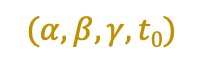 (α, β, γ, t₀)